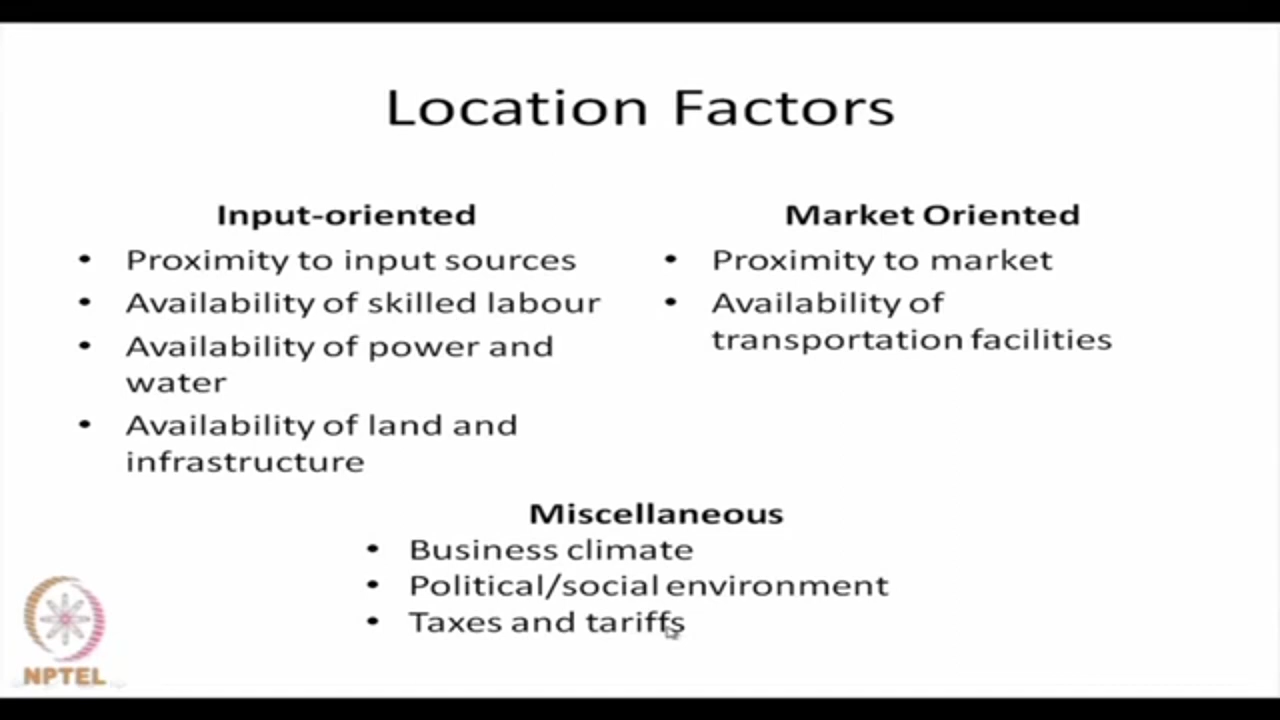 Location Factors
Input-oriented
• Proximity to input sources
• Availability of skilled labour
• Availability of power and
water
• Availability of land and
infrastructure
Market Oriented
• Proximity to market
• Availability of
transportation facilities
Miscellaneous
• Business climate
• Political/social environment
• Taxes and tariffs
NPTEL